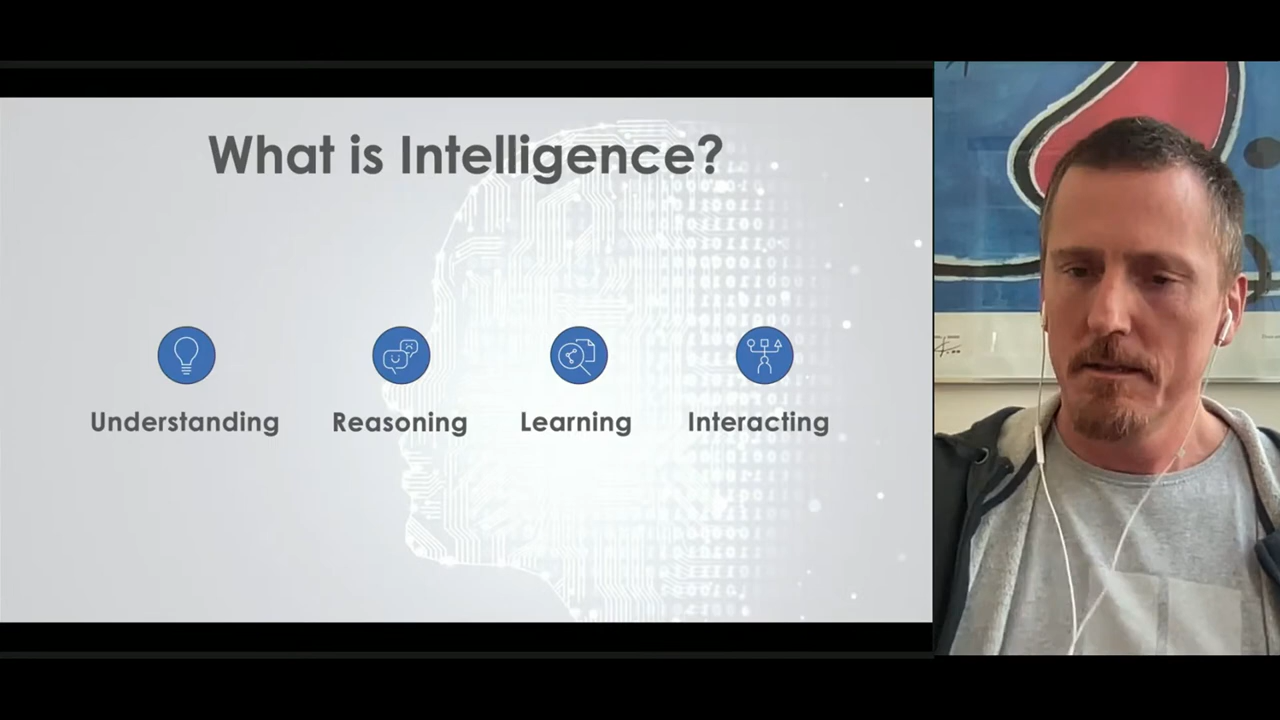 What is Intelligence?
Understanding
Reasoning
Learning
Interacting